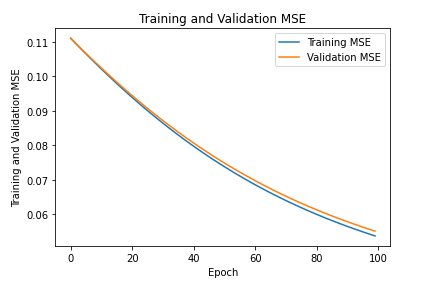 Training and Validation MSE
Training MSE
Validation MSE
Training and Validation MSE
0.11
0.10
0.09
0.08
0.07
0.06
0 20 40 60 80 100
Epoch